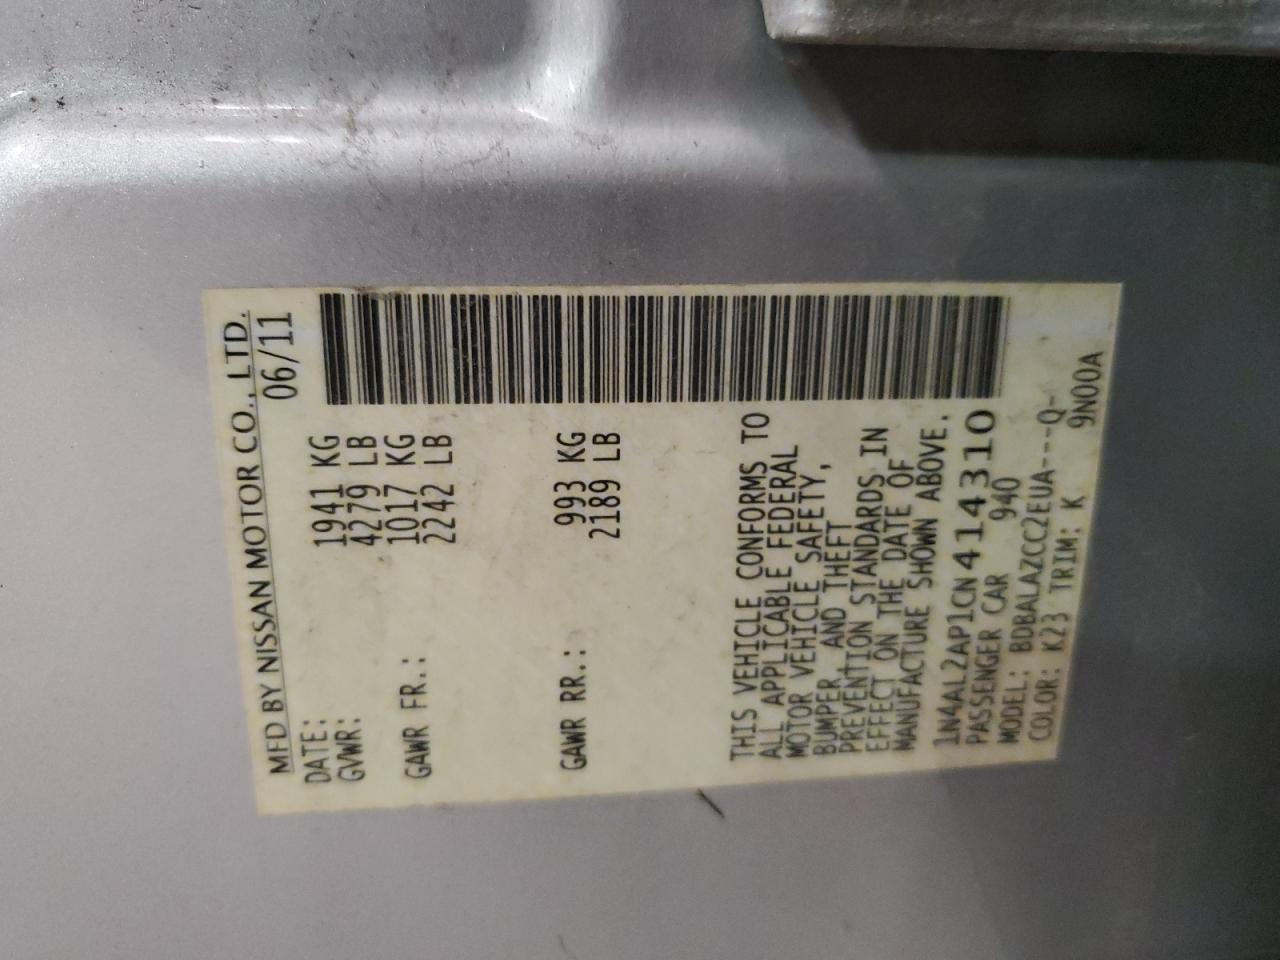 MFD BY NISSAN MOTOR CO., LTD.
DATE: 06/11
GVWR: 1941 KG
4279 LB
GAWR FR.: 1017 KG
2242 LB
GAWR RR.: 993 KG
2189 LB
THIS VEHICLE CONFORMS TO
ALL APPLICABLE FEDERAL
MOTOR VEHICLE SAFETY,
BUMPER, AND THEFT
PREVENTION STANDARDS IN
EFFECT ON THE DATE OF
MANUFACTURE SHOWN ABOVE.
1N4AL2AP1CN414310
PASSENGER CAR 940
MODEL: BDBALAZCC2EUA---Q-
COLOR: K23 TRIM: K 9N00A